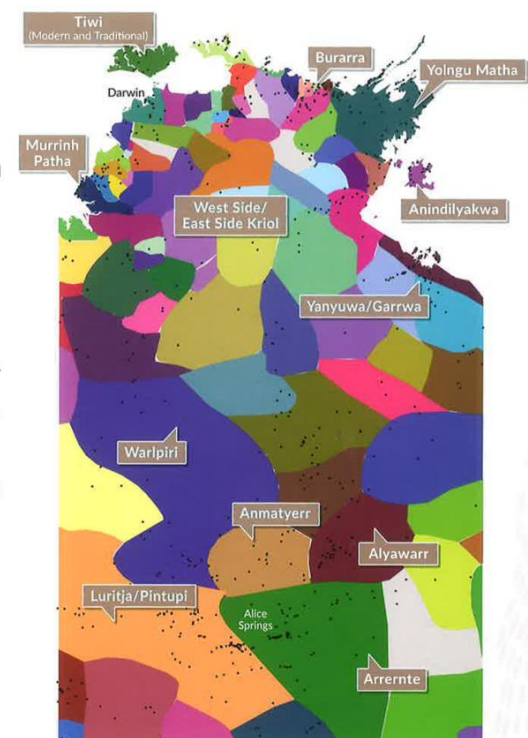 Tiwi
(Modern and Traditional)
Burarra
Yolngu Matha
Darwin
Murrinh
Patha
Anindilyakwa
West Side/
East Side Kriol
Yanyuwa/Garrwa
Warlpiri
Anmatyerr
Alyawarr
Luritja/Pintupi
Alice
Springs
Arrernte